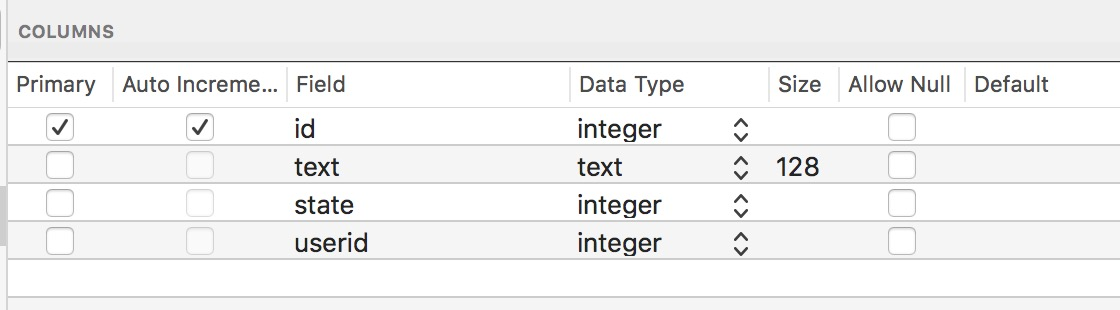 COLUMNS
Primary Auto Increme... Field Data Type Size Allow Null Default
id integer
text text 128
state integer
userid integer